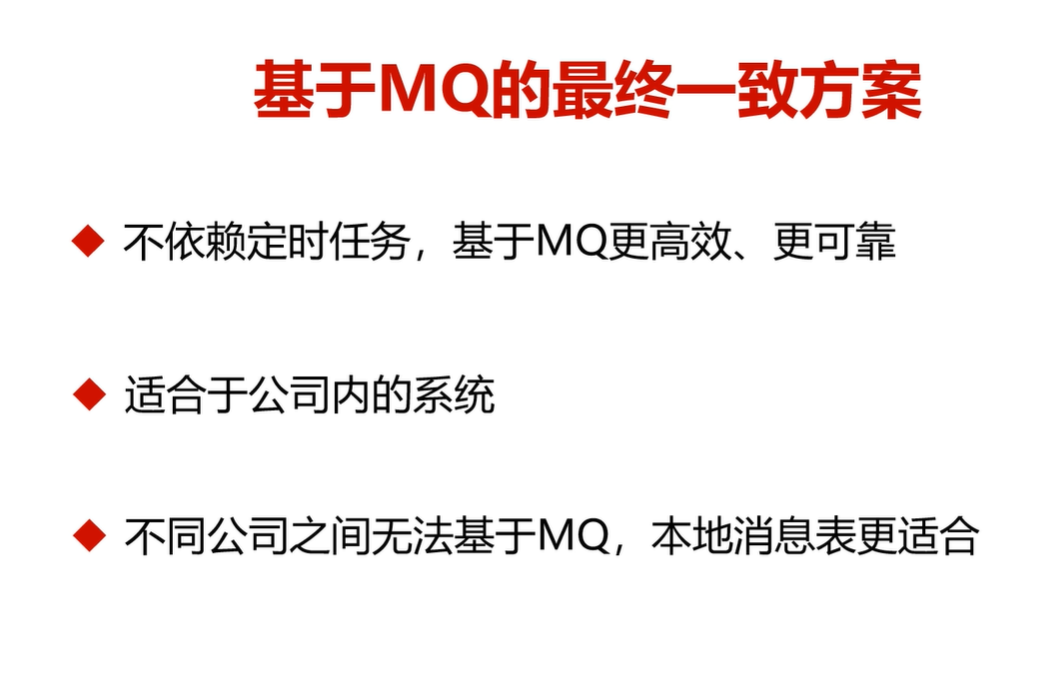 基于MQ的最终一致方案
不依赖定时任务，基于MQ更高效、更可靠
适合于公司内的系统
不同公司之间无法基于MQ，本地消息表更适合